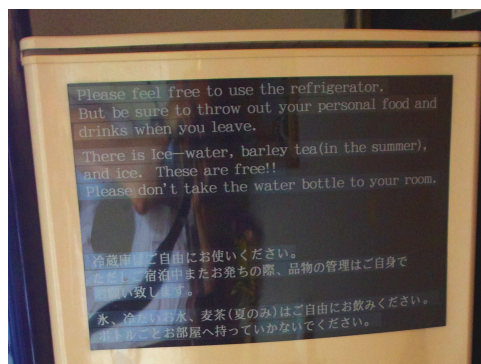 Please feel free to use the refrigerator.
But be sure to throw out your personal food and
drinks when you leave.
There is Ice—water, barley tea(in the summer),
and ice. These are free!!
Please don't take the water bottle to your room.
冷蔵庫はご自由にお使いください。
ただしご宿泊中またお発ちの際、品物の管理はご自身で
お願い致します。
氷、冷たいお水、麦茶(夏のみ)はご自由にお飲みください。
ボトルごとお部屋へ持っていかないでください。